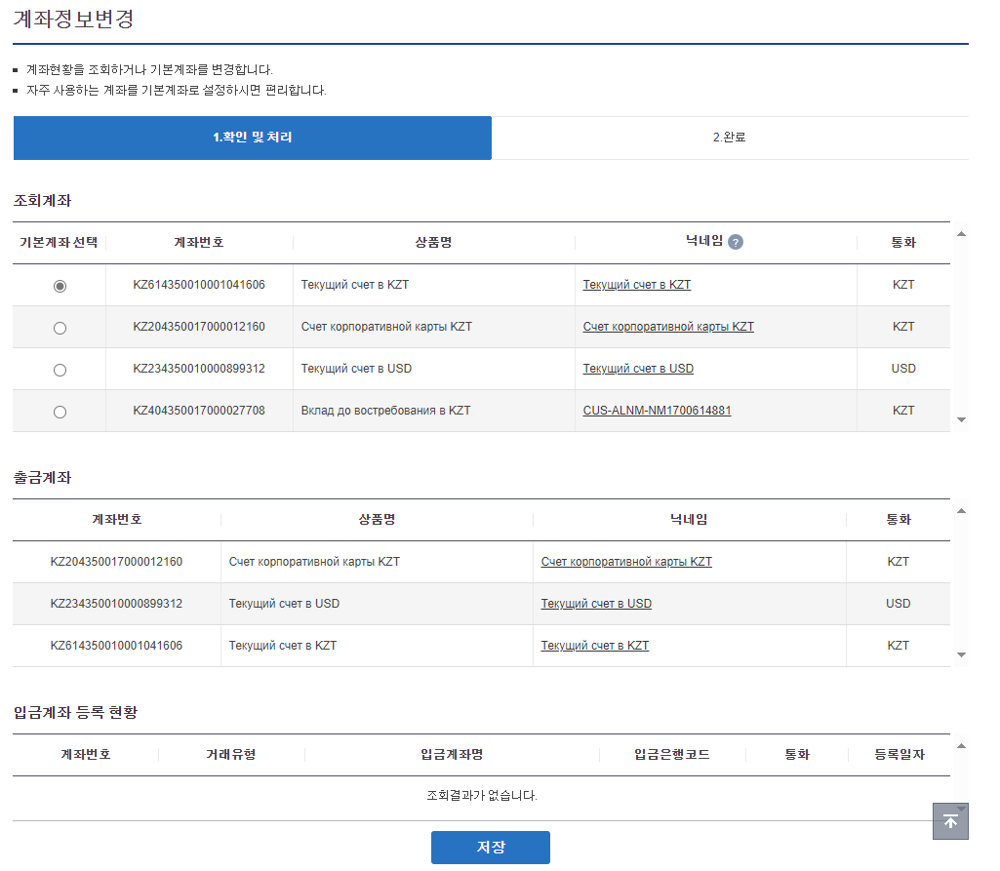 계좌정보변경
계좌현황을 조회하거나 기본계좌를 변경합니다.
자주 사용하는 계좌를 기본계좌로 설정하시면 편리합니다.
1.확인 및 처리 2.완료
조회계좌
기본계좌 선택 계좌번호 상품명 닉네임 ? 통화
KZ614350010001041606 Текущий счет в KZT Текущий счет в KZT KZT
KZ204350017000012160 Счет корпоративной карты KZT Счет корпоративной карты KZT KZT
KZ234350010000899312 Текущий счет в USD Текущий счет в USD USD
KZ404350017000027708 Вклад до востребования в KZT CUS-ALNM-NM1700614881 KZT
출금계좌
계좌번호 상품명 닉네임 통화
KZ204350017000012160 Счет корпоративной карты KZT Счет корпоративной карты KZT KZT
KZ234350010000899312 Текущий счет в USD Текущий счет в USD USD
KZ614350010001041606 Текущий счет в KZT Текущий счет в KZT KZT
입금계좌 등록 현황
계좌번호 거래유형 입금계좌명 입금은행코드 통화 등록일자
조회결과가 없습니다.
저장